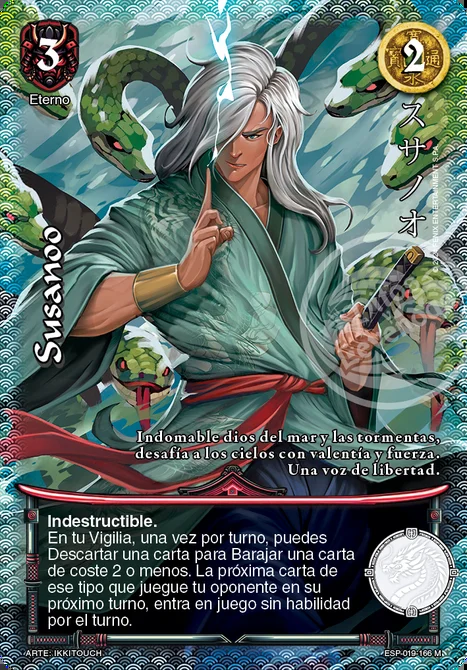 3
Eterno
2
スサノオ
Susanoo
Indomable dios del mar y las tormentas,
desafía a los cielos con valentía y fuerza.
Una voz de libertad.
Indestructible.
En tu Vigilia, una vez por turno, puedes
Descartar una carta para Barajar una carta
de coste 2 o menos. La próxima carta de
ese tipo que juegue tu oponente en su
próximo turno, entra en juego sin habilidad
por el turno.
ARTE: IKKITOUCH
ESP-019-166 M